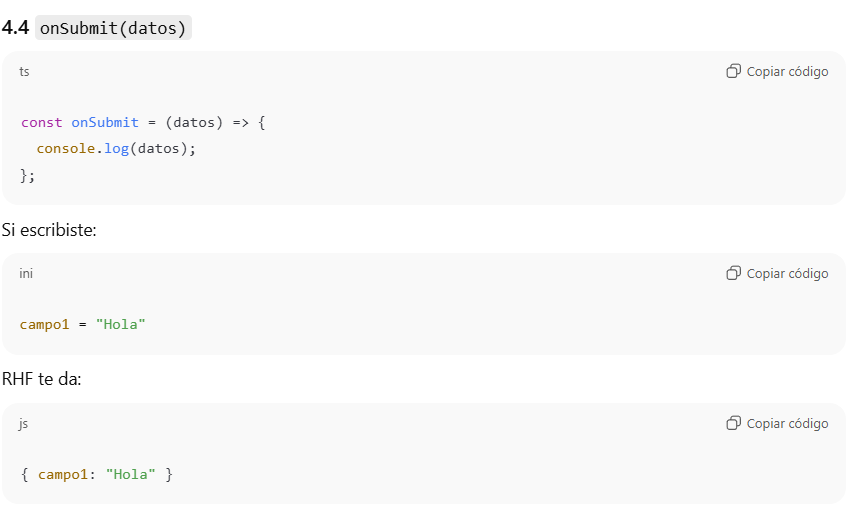 4.4 onSubmit(datos)
ts Copiar código
const onSubmit = (datos) => {
  console.log(datos);
};
Si escribiste:
ini Copiar código
campo1 = "Hola"
RHF te da:
js Copiar código
{ campo1: "Hola" }